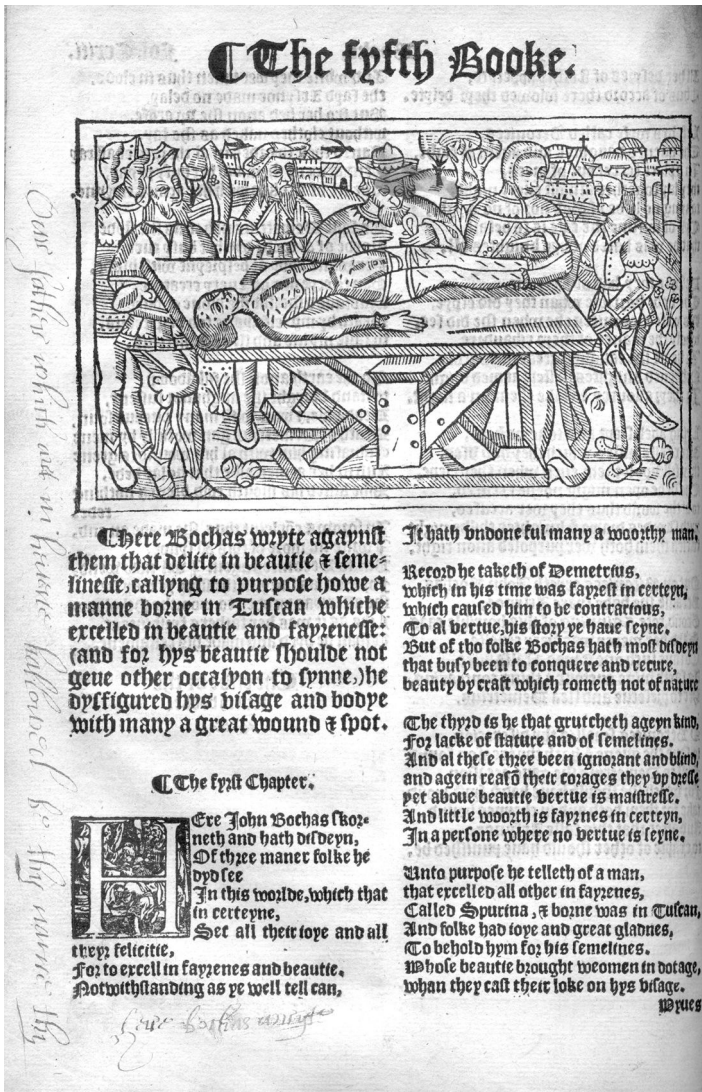 ¶ The fyfth Booke.
¶ Here Bochas wryte agaynst
them that delite in beautie & seme-
linesse, callyng to purpose howe a
manne borne in Tuscan whiche
excelled in beautie and fayrenesse:
(and for hys beautie shoulde not
geue other occasyon to synne,) he
dysfigured hys visage and bodye
with many a great wound & spot.
¶ The fyrst Chapter.
HEre John Bochas skor-
neth and hath disdeyn,
Of three maner folke he
dyd see
In this worlde, which that
in certeyne,
Set all their ioye and all
theyr felicitie,
For to excell in fayrenes and beautie.
Notwithstanding as ye well tell can,
It hath vndone ful many a woorthy man,
Record he taketh of Demetrius,
which in his time was fayrest in certeyn,
which caused him to be contrarious,
To al vertue, his story ye haue seyne.
But of tho folke Bochas hath most disdeyn
that busy been to conquere and recure,
beauty by craft which cometh not of nature
The thyrd is he that grutcheth ageyn kind,
For lacke of stature and of semelines.
And al these three been ignorant and blind,
and agein reasō their corages they vp dresse
yet aboue beautie vertue is maistresse.
And little woorth is fayrnes in certeyn,
In a persone where no vertue is seyne.
Unto purpose he telleth of a man,
that excelled all other in fayrenes,
Called Spurina, & borne was in Tuscan,
And folke had ioye and great gladnes,
To behold hym for his semelines.
Whose beautie brought weomen in dotage,
whan they cast their loke on hys visage.
Wyues
Our father which art in heaune hallowed be thy name thy